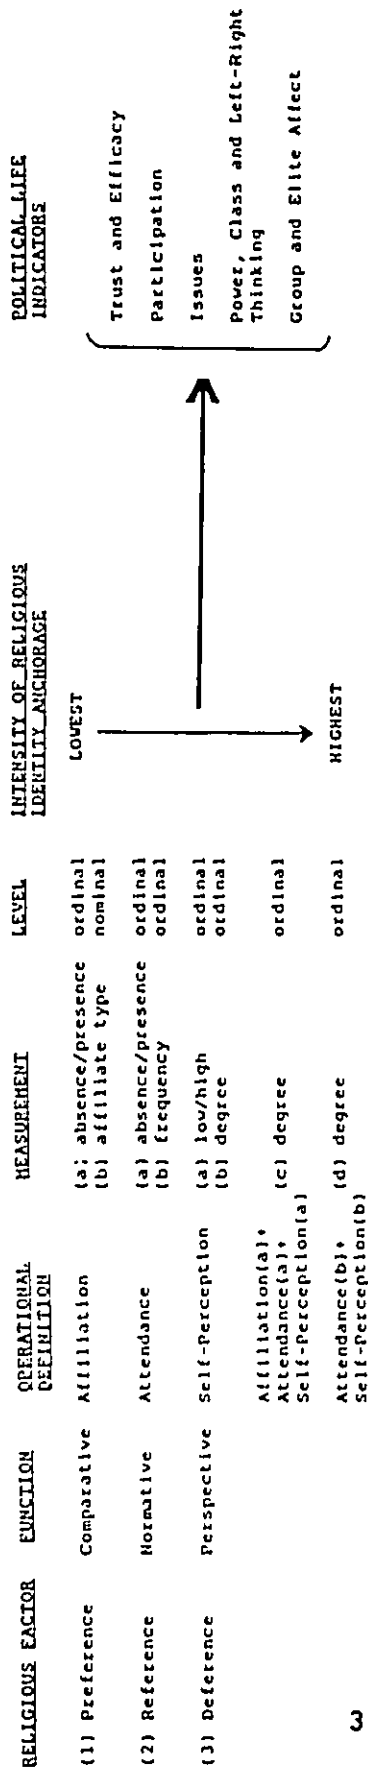 RELIGIOUS FACTOR FUNCTION OPERATIONAL DEFINITION MEASUREMENT LEVEL INTENSITY OF RELIGIOUS IDENTITY ANCHORAGE POLITICAL LIFE INDICATORS
(1) Preference Comparative Affiliation (a) absence/presence ordinal LOWEST Trust and Efficacy
(b) affiliate type nominal
Participation
(2) Reference Normative Attendance (a) absence/presence ordinal
(b) frequency ordinal
Issues
(3) Deference Perspective Self-Perception (a) low/high ordinal
(b) degree ordinal
Power, Class and Left-Right
Thinking
Affiliation(a)+
Attendance(a)+ (c) degree ordinal
Self-Perception(a)
Group and Elite Affect
Attendance(b)+ (d) degree ordinal HIGHEST
Self-Perception(b)
3